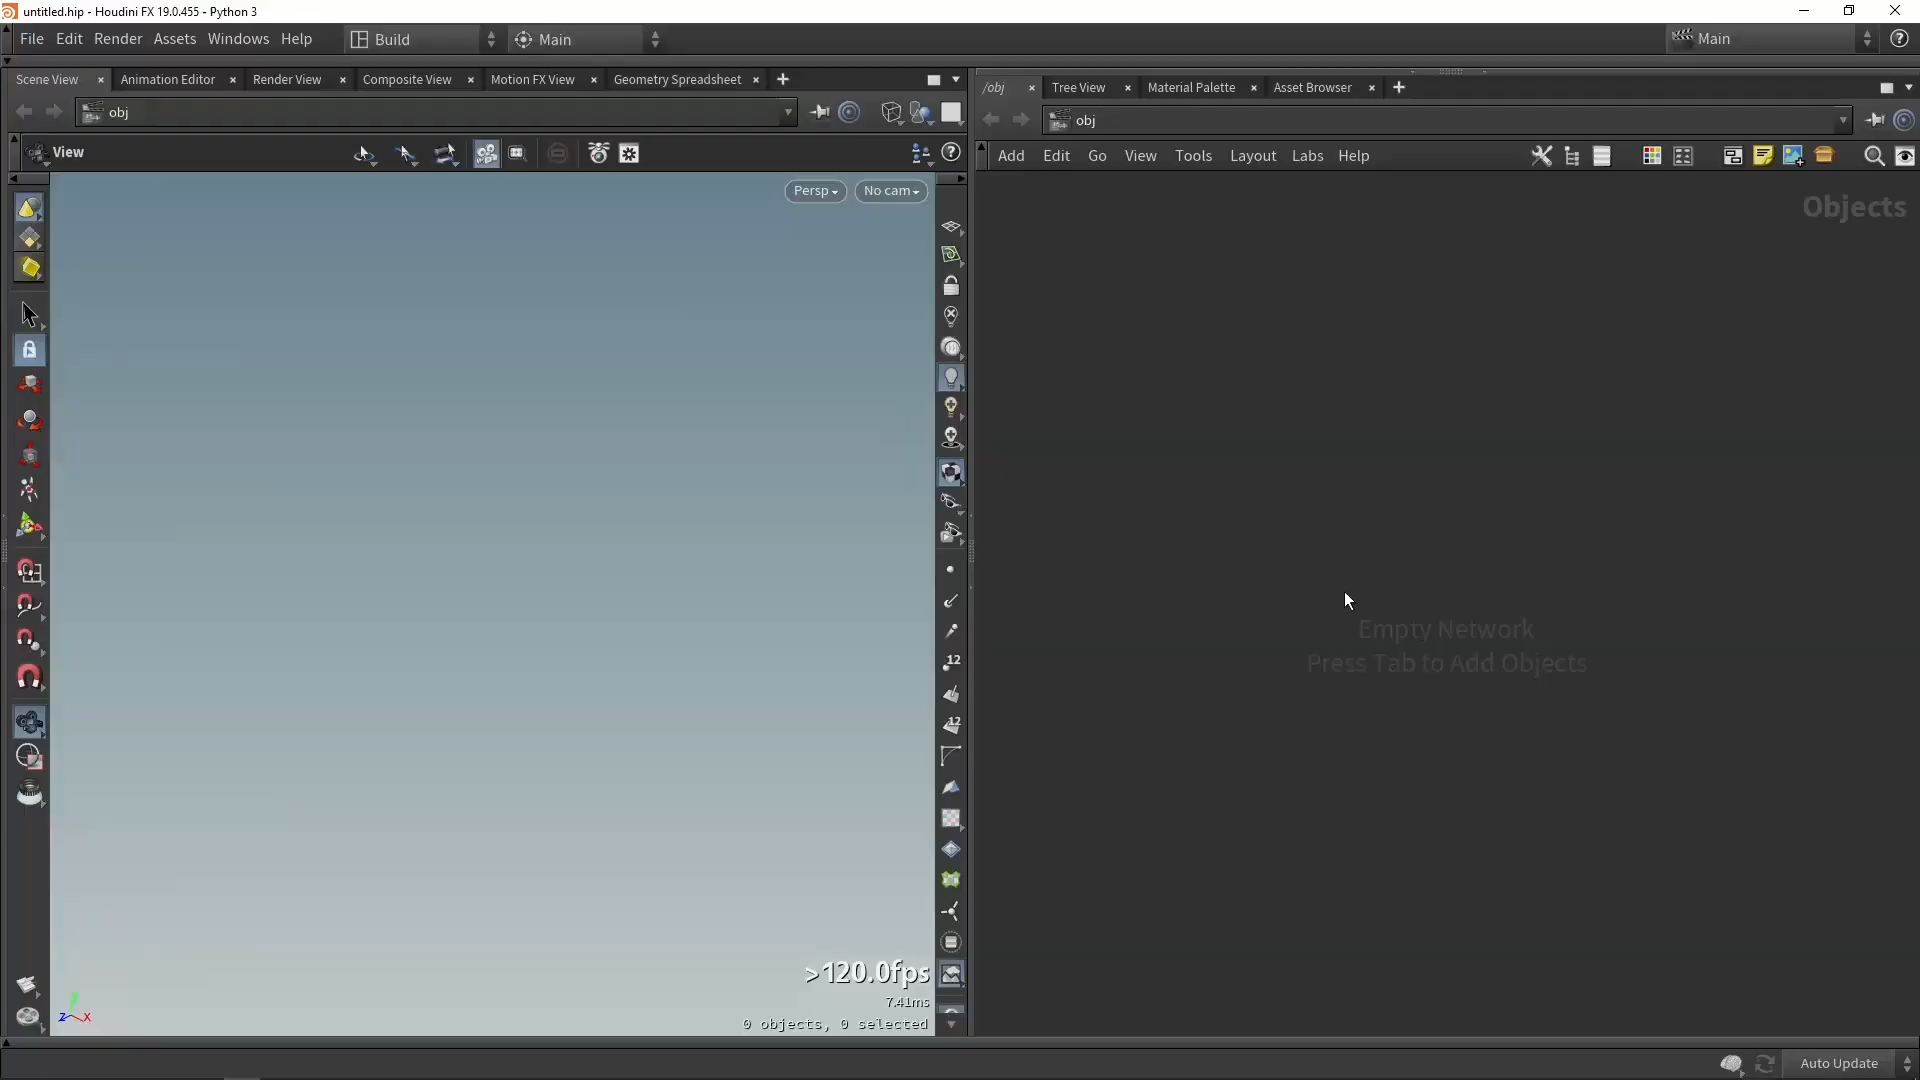 untitled.hip - Houdini FX 19.0.455 - Python 3
File Edit Render Assets Windows Help Build Main Main
Scene View Animation Editor Render View Composite View Motion FX View Geometry Spreadsheet
/obj Tree View Material Palette Asset Browser
obj
obj
View
Add Edit Go View Tools Layout Labs Help
Persp No cam
Objects
Empty Network
Press Tab to Add Objects
12
12
>120.0fps
7.41ms
0 objects, 0 selected
y
z x
Auto Update